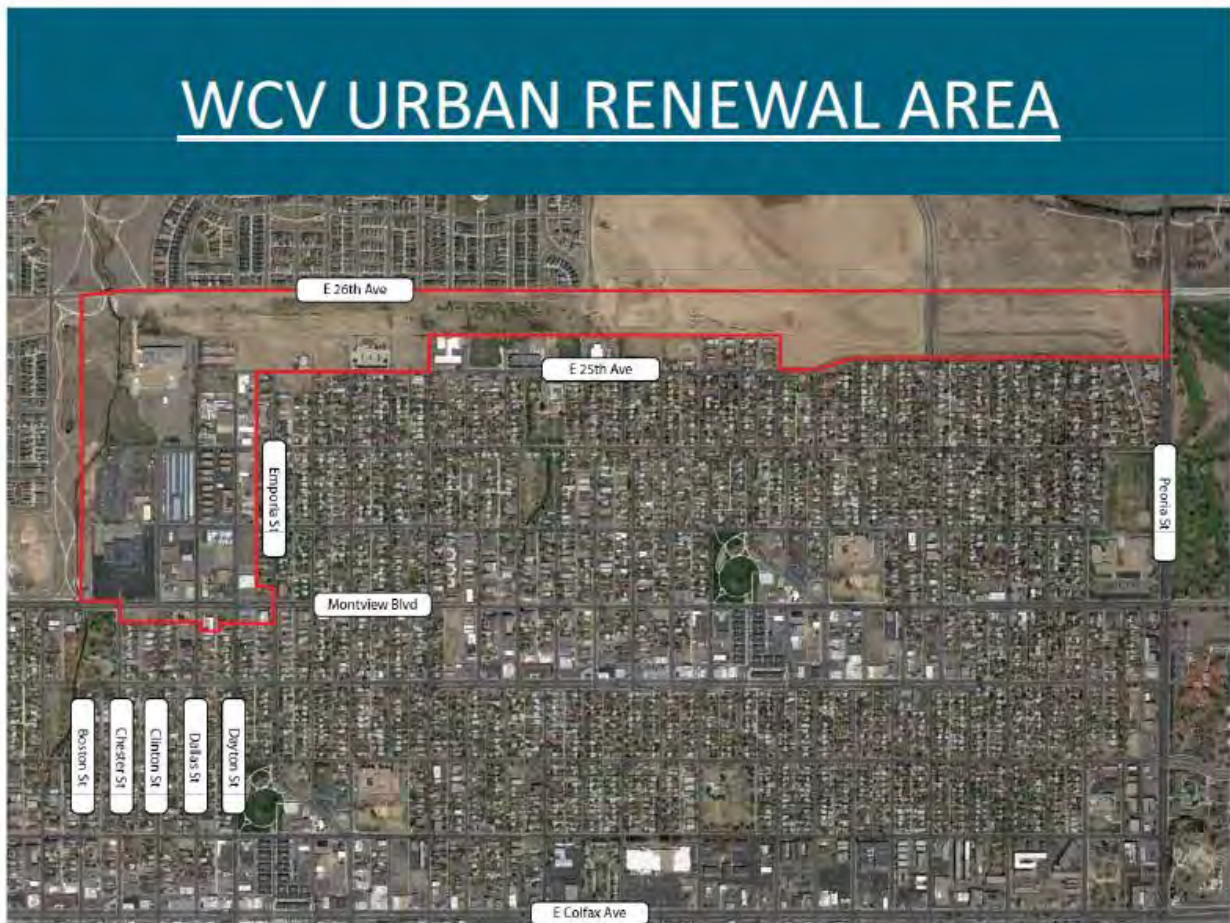 WCV URBAN RENEWAL AREA
E 26th Ave
E 25th Ave
Emporia St
Peoria St
Montview Blvd
Boston St
Chester St
Clinton St
Dallas St
Dayton St
E Colfax Ave